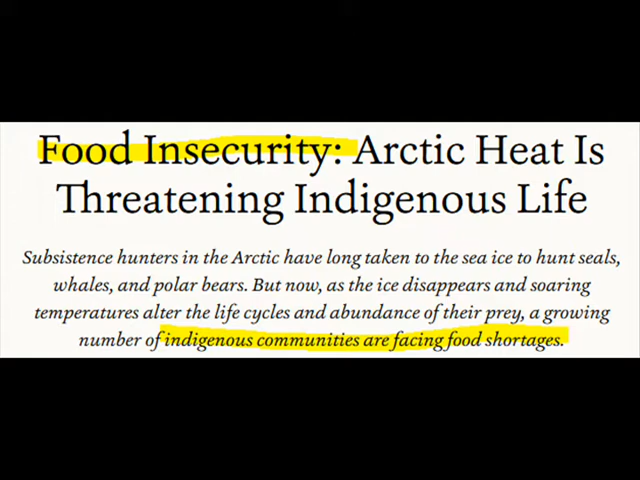 Food Insecurity: Arctic Heat Is
Threatening Indigenous Life
Subsistence hunters in the Arctic have long taken to the sea ice to hunt seals,
whales, and polar bears. But now, as the ice disappears and soaring
temperatures alter the life cycles and abundance of their prey, a growing
number of indigenous communities are facing food shortages.